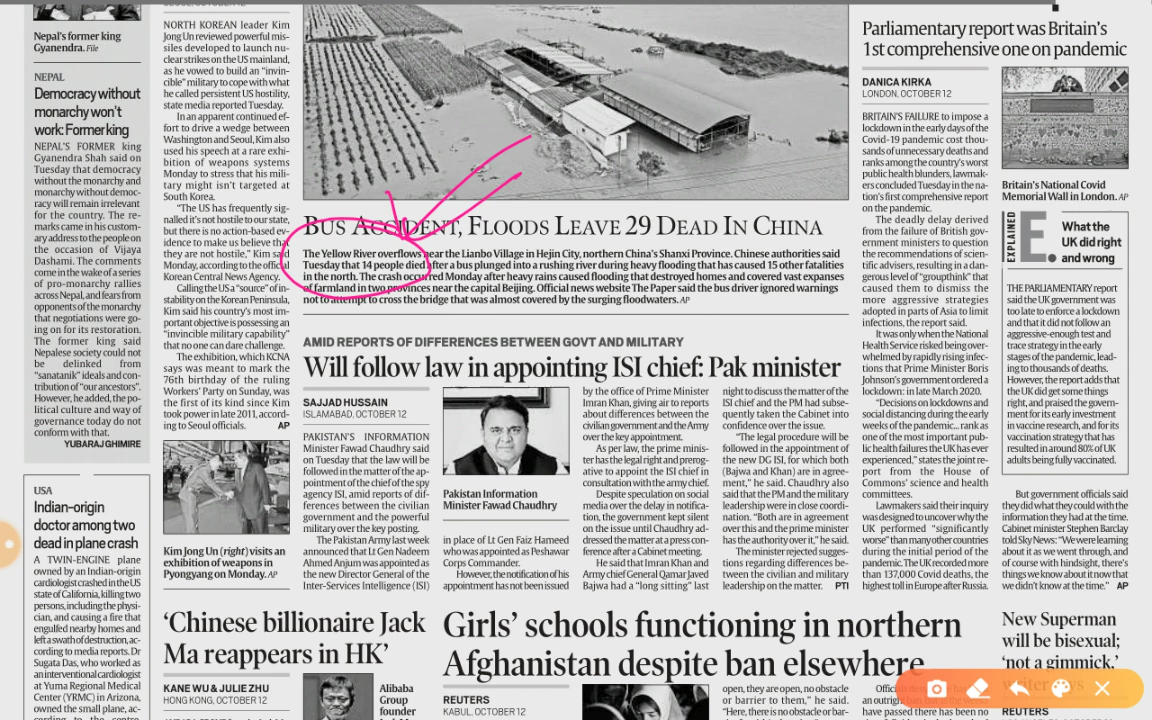 Nepal's former king
Gyanendra. File
NEPAL
Democracy without
monarchy won't
work: Former king
NEPAL'S FORMER king
Gyanendra Shah said on
Tuesday that democracy
without the monarchy and
monarchy without democ-
racy will remain irrelevant
for the country. The re-
marks came in his custom-
ary address to the people on
the occasion of Vijaya
Dashami. The comments
come in the wake of a series
of pro-monarchy rallies
across Nepal, and fears from
opponents of the monarchy
that negotiations were go-
ing on for its restoration.
The former king said
Nepalese society could not
be delinked from
"sanatanik" ideals and con-
tribution of "our ancestors".
However, he added, the po-
litical culture and way of
governance today do not
conform with that.
YUBARAJ GHIMIRE
USA
Indian-origin
doctor among two
dead in plane crash
A TWIN-ENGINE plane
owned by an Indian-origin
cardiologist crashed in the US
state of California, killing two
persons, including the physi-
cian, and causing a fire that
engulfed nearby homes and
left a swath of destruction, ac-
cording to media reports. Dr
Sugata Das, who worked as
an interventional cardiologist
at Yuma Regional Medical
Center (YRMC) in Arizona,
owned the small plane, ac-
NORTH KOREAN leader Kim
Jong Un reviewed powerful mis-
siles developed to launch nu-
clear strikes on the US mainland,
as he vowed to build an "invin-
cible" military to cope with what
he called persistent US hostility,
state media reported Tuesday.
In an apparent continued ef-
fort to drive a wedge between
Washington and Seoul, Kim also
used his speech at a rare exhi-
bition of weapons systems
Monday to stress that his mili-
tary might isn't targeted at
South Korea.
"The US has frequently sig-
nalled it's not hostile to our state,
but there is no action-based ev-
idence to make us believe that
they are not hostile," Kim said
Monday, according to the official
Korean Central News Agency.
Calling the US a "source" of in-
stability on the Korean Peninsula,
Kim said his country's most im-
portant objective is possessing an
"invincible military capability"
that no one can dare challenge.
The exhibition, which KCNA
says was meant to mark the
76th birthday of the ruling
Workers' Party on Sunday, was
the first of its kind since Kim
took power in late 2011, accord-
ing to Seoul officials. AP
Kim Jong Un (right) visits an
exhibition of weapons in
Pyongyang on Monday. AP
BUS ACCIDENT, FLOODS LEAVE 29 DEAD IN CHINA
The Yellow River overflows near the Lianbo Village in Hejin City, northern China's Shanxi Province. Chinese authorities said
Tuesday that 14 people died after a bus plunged into a rushing river during heavy flooding that has caused 15 other fatalities
in the north. The crash occurred Monday after heavy rains caused flooding that destroyed homes and covered vast expanses
of farmland in two provinces near the capital Beijing. Official news website The Paper said the bus driver ignored warnings
not to attempt to cross the bridge that was almost covered by the surging floodwaters. AP
AMID REPORTS OF DIFFERENCES BETWEEN GOVT AND MILITARY
Will follow law in appointing ISI chief: Pak minister
SAJJAD HUSSAIN
ISLAMABAD, OCTOBER 12
PAKISTAN'S INFORMATION
Minister Fawad Chaudhry said
on Tuesday that the law will be
followed in the matter of the ap-
pointment of the chief of the spy
agency ISI, amid reports of dif-
ferences between the civilian
government and the powerful
military over the key posting.
The Pakistan Army last week
announced that Lt Gen Nadeem
Ahmed Anjum was appointed as
the new Director General of the
Inter-Services Intelligence (ISI)
Pakistan Information
Minister Fawad Chaudhry
in place of Lt Gen Faiz Hameed
who was appointed as Peshawar
Corps Commander.
However, the notification of his
appointment has not been issued
by the office of Prime Minister
Imran Khan, giving air to reports
about differences between the
civilian government and the Army
over the key appointment.
As per law, the prime minis-
ter has the legal right and prerog-
ative to appoint the ISI chief in
consultation with the army chief.
Despite speculation on social
media over the delay in notifica-
tion, the government kept silent
on the issue until Chaudhry ad-
dressed the matter at a press con-
ference after a Cabinet meeting.
He said that Imran Khan and
Army chief General Qamar Javed
Bajwa had a "long sitting" last
night to discuss the matter of the
ISI chief and the PM had subse-
quently taken the Cabinet into
confidence over the issue.
"The legal procedure will be
followed in the appointment of
the new DG ISI, for which both
(Bajwa and Khan) are in agree-
ment," he said. Chaudhry also
said that the PM and the military
leadership were in close coordi-
nation. "Both are in agreement
over this and the prime minister
has the authority over it," he said.
The minister rejected sugges-
tions regarding differences be-
tween the civilian and military
leadership on the matter. PTI
Parliamentary report was Britain's
1st comprehensive one on pandemic
DANICA KIRKA
LONDON, OCTOBER 12
BRITAIN'S FAILURE to impose a
lockdown in the early days of the
Covid-19 pandemic cost thou-
sands of unnecessary deaths and
ranks among the country's worst
public health blunders, lawmak-
ers concluded Tuesday in the na-
tion's first comprehensive report
on the pandemic.
The deadly delay derived
from the failure of British gov-
ernment ministers to question
the recommendations of scien-
tific advisers, resulting in a dan-
gerous level of "groupthink" that
caused them to dismiss the
more aggressive strategies
adopted in parts of Asia to limit
infections, the report said.
It was only when the National
Health Service risked being over-
whelmed by rapidly rising infec-
tions that Prime Minister Boris
Johnson's government ordered a
lockdown: in late March 2020.
"Decisions on lockdowns and
social distancing during the early
weeks of the pandemic... rank as
one of the most important pub-
lic health failures the UK has ever
experienced," states the joint re-
port from the House of
Commons' science and health
committees.
Lawmakers said their inquiry
was designed to uncover why the
UK performed "significantly
worse" than many other countries
during the initial period of the
pandemic. The UK recorded more
than 137,000 Covid deaths, the
highest toll in Europe after Russia.
Britain's National Covid
Memorial Wall in London. AP
EXPLAINED
E.
What the
UK did right
and wrong
THE PARLIAMENTARY report
said the UK government was
too late to enforce a lockdown
and that it did not follow an
aggressive-enough test and
trace strategy in the early
stages of the pandemic, lead-
ing to thousands of deaths.
However, the report adds that
the UK did get some things
right, and praised the govern-
ment for its early investment
in vaccine research, and for its
vaccination strategy that has
resulted in around 80% of UK
adults being fully vaccinated.
But government officials said
they did what they could with the
information they had at the time.
Cabinet minister Stephen Barclay
told Sky News: "We were learning
about it as we went through, and
of course with hindsight, there's
things we know about it now that
we didn't know at the time." AP
'Chinese billionaire Jack
Ma reappears in HK'
KANE WU & JULIE ZHU
HONG KONG, OCTOBER 12
Alibaba
Group
founder
Girls' schools functioning in northern
Afghanistan despite ban elsewhere
REUTERS
KABUL, OCTOBER 12
open, they are open, no obstacle
or barrier to them," he said.
"Here, there is no obstacle or bar-
New Superman
will be bisexual;
'not a gimmick,'
REUTERS